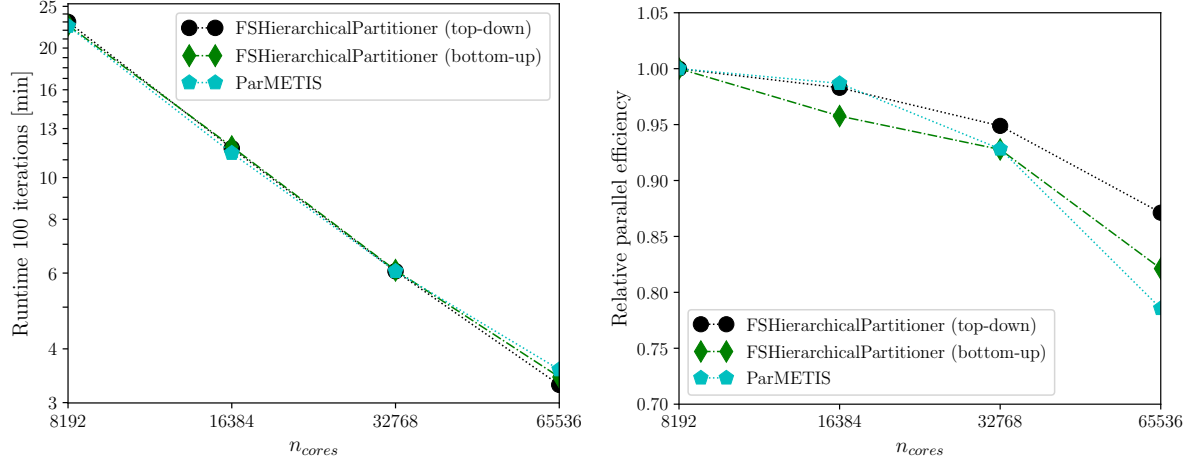 25
20
16
13
10
8
6
4
3
Runtime 100 iterations [min]
FSHierarchicalPartitioner (top-down)
FSHierarchicalPartitioner (bottom-up)
ParMETIS
8192
16384
32768
65536
n_cores
1.05
1.00
0.95
0.90
0.85
0.80
0.75
0.70
Relative parallel efficiency
FSHierarchicalPartitioner (top-down)
FSHierarchicalPartitioner (bottom-up)
ParMETIS
8192
16384
32768
65536
n_cores